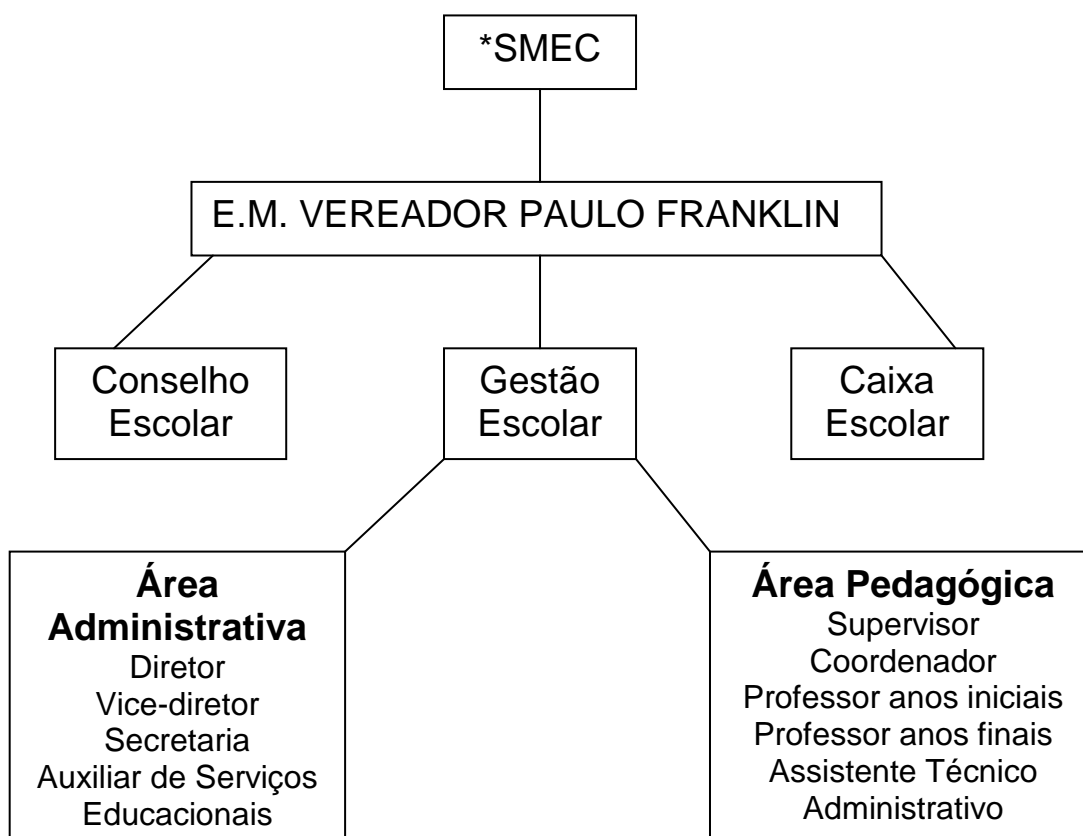 *SMEC
E.M. VEREADOR PAULO FRANKLIN
Conselho
Escolar
Gestão
Escolar
Caixa
Escolar
Área
Administrativa
Diretor
Vice-diretor
Secretaria
Auxiliar de Serviços
Educacionais
Área Pedagógica
Supervisor
Coordenador
Professor anos iniciais
Professor anos finais
Assistente Técnico
Administrativo